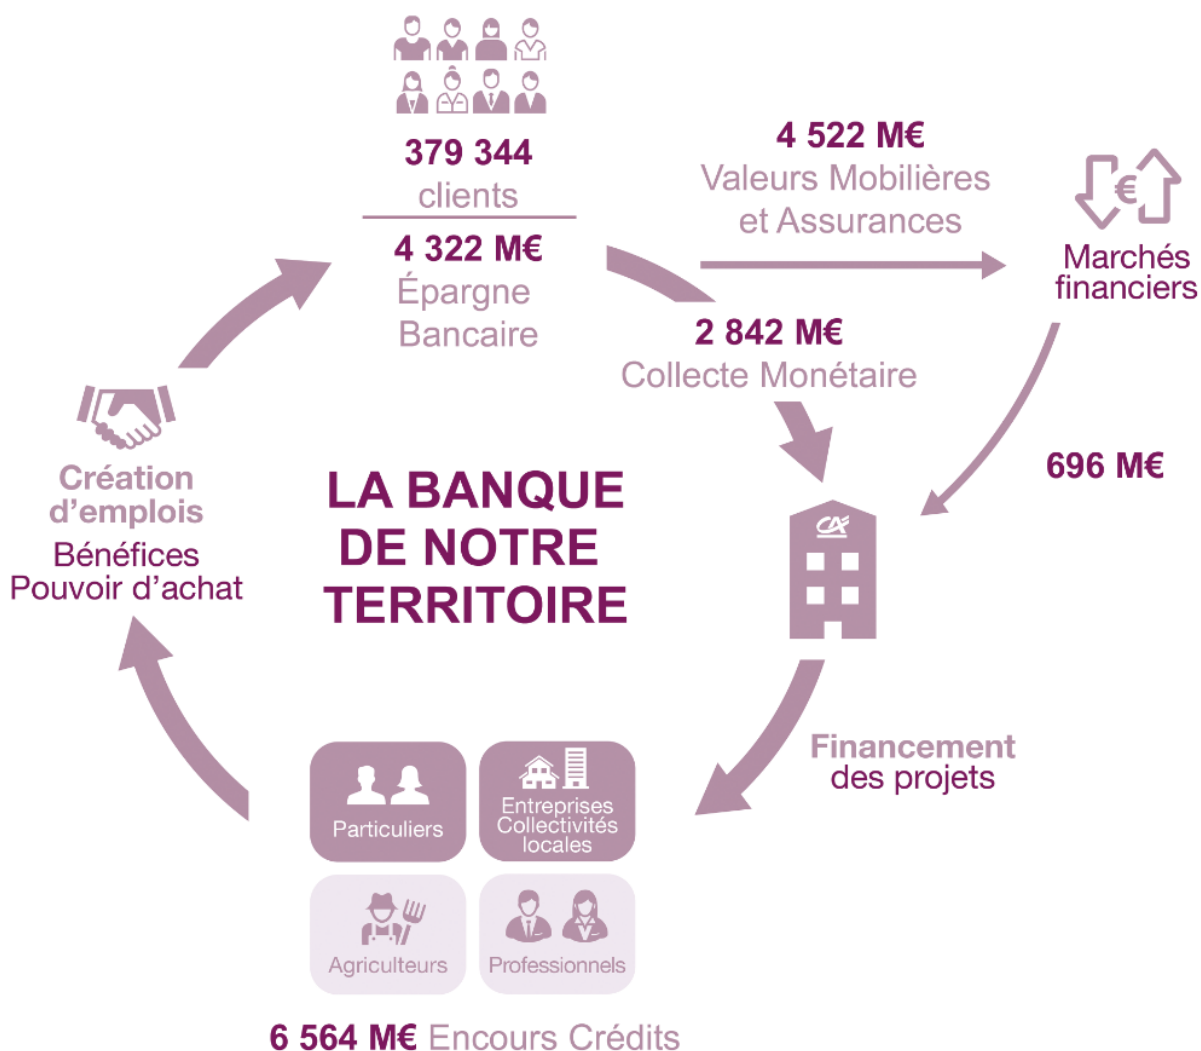 379 344
clients
4 322 M€
Épargne
Bancaire
4 522 M€
Valeurs Mobilières
et Assurances
€
Marchés
financiers
2 842 M€
Collecte Monétaire
696 M€
CA
Création
d'emplois
Bénéfices
Pouvoir d'achat
LA BANQUE
DE NOTRE
TERRITOIRE
Financement
des projets
Particuliers
Entreprises
Collectivités
locales
Agriculteurs
Professionnels
6 564 M€ Encours Crédits